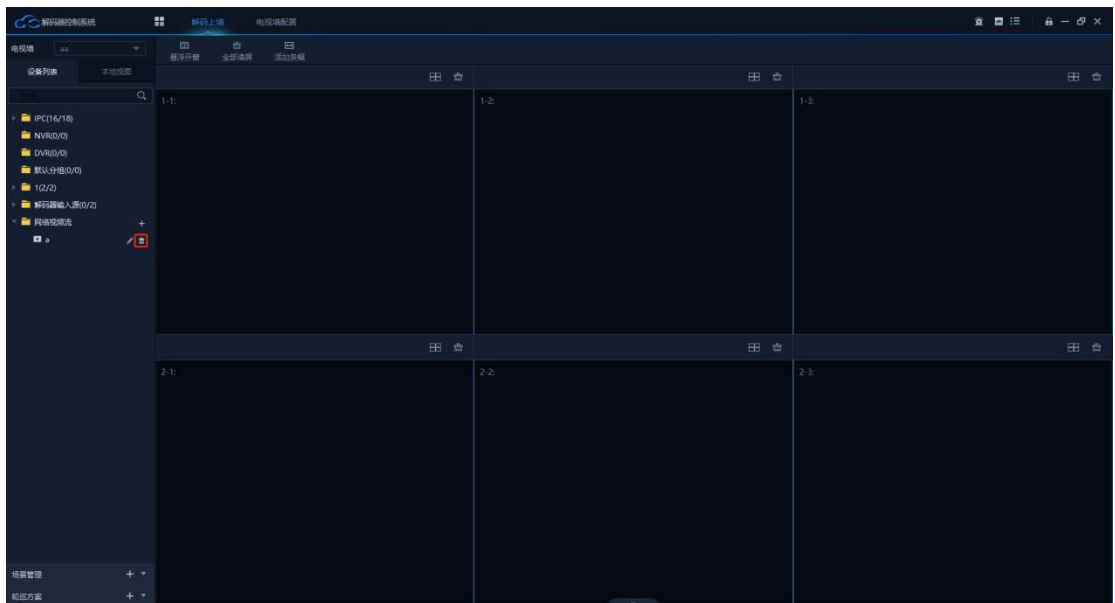 解码器控制系统
解码上墙
电视墙配置
电视墙
aa
悬浮开窗
全部清屏
添加条幅
设备列表
本地视图
IPC(16/18)
NVR(0/0)
DVR(0/0)
默认分组(0/0)
1(2/2)
解码器输入源(0/2)
网络视频流
a
1-1:
1-2:
1-3:
2-1:
2-2:
2-3:
场景管理
轮巡方案